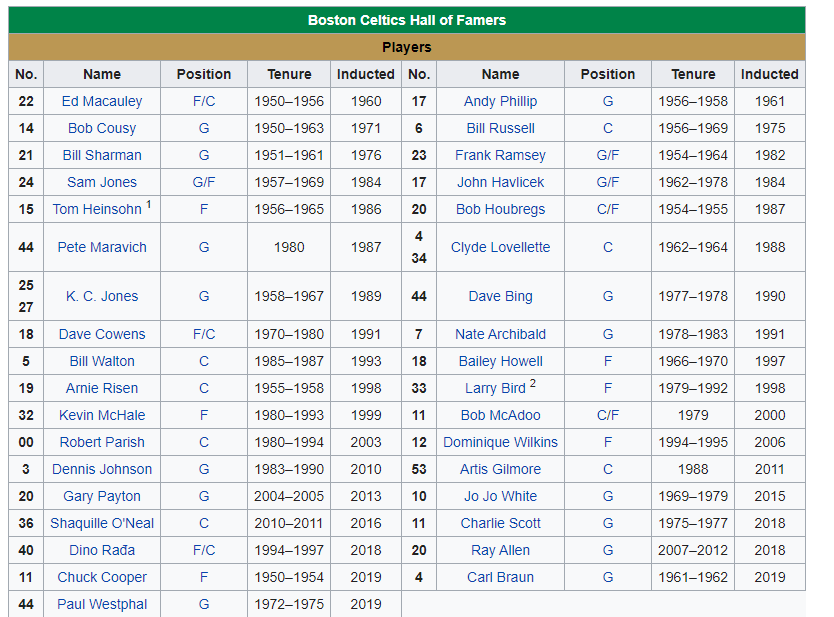 Boston Celtics Hall of Famers
Players
No. Name Position Tenure Inducted No. Name Position Tenure Inducted
22 Ed Macauley F/C 1950–1956 1960 17 Andy Phillip G 1956–1958 1961
14 Bob Cousy G 1950–1963 1971 6 Bill Russell C 1956–1969 1975
21 Bill Sharman G 1951–1961 1976 23 Frank Ramsey G/F 1954–1964 1982
24 Sam Jones G/F 1957–1969 1984 17 John Havlicek G/F 1962–1978 1984
15 Tom Heinsohn 1 F 1956–1965 1986 20 Bob Houbregs C/F 1954–1955 1987
44 Pete Maravich G 1980 1987 4 34 Clyde Lovellette C 1962–1964 1988
25 27 K. C. Jones G 1958–1967 1989 44 Dave Bing G 1977–1978 1990
18 Dave Cowens F/C 1970–1980 1991 7 Nate Archibald G 1978–1983 1991
5 Bill Walton C 1985–1987 1993 18 Bailey Howell F 1966–1970 1997
19 Arnie Risen C 1955–1958 1998 33 Larry Bird 2 F 1979–1992 1998
32 Kevin McHale F 1980–1993 1999 11 Bob McAdoo C/F 1979 2000
00 Robert Parish C 1980–1994 2003 12 Dominique Wilkins F 1994–1995 2006
3 Dennis Johnson G 1983–1990 2010 53 Artis Gilmore C 1988 2011
20 Gary Payton G 2004–2005 2013 10 Jo Jo White G 1969–1979 2015
36 Shaquille O'Neal C 2010–2011 2016 11 Charlie Scott G 1975–1977 2018
40 Dino Rađa F/C 1994–1997 2018 20 Ray Allen G 2007–2012 2018
11 Chuck Cooper F 1950–1954 2019 4 Carl Braun G 1961–1962 2019
44 Paul Westphal G 1972–1975 2019